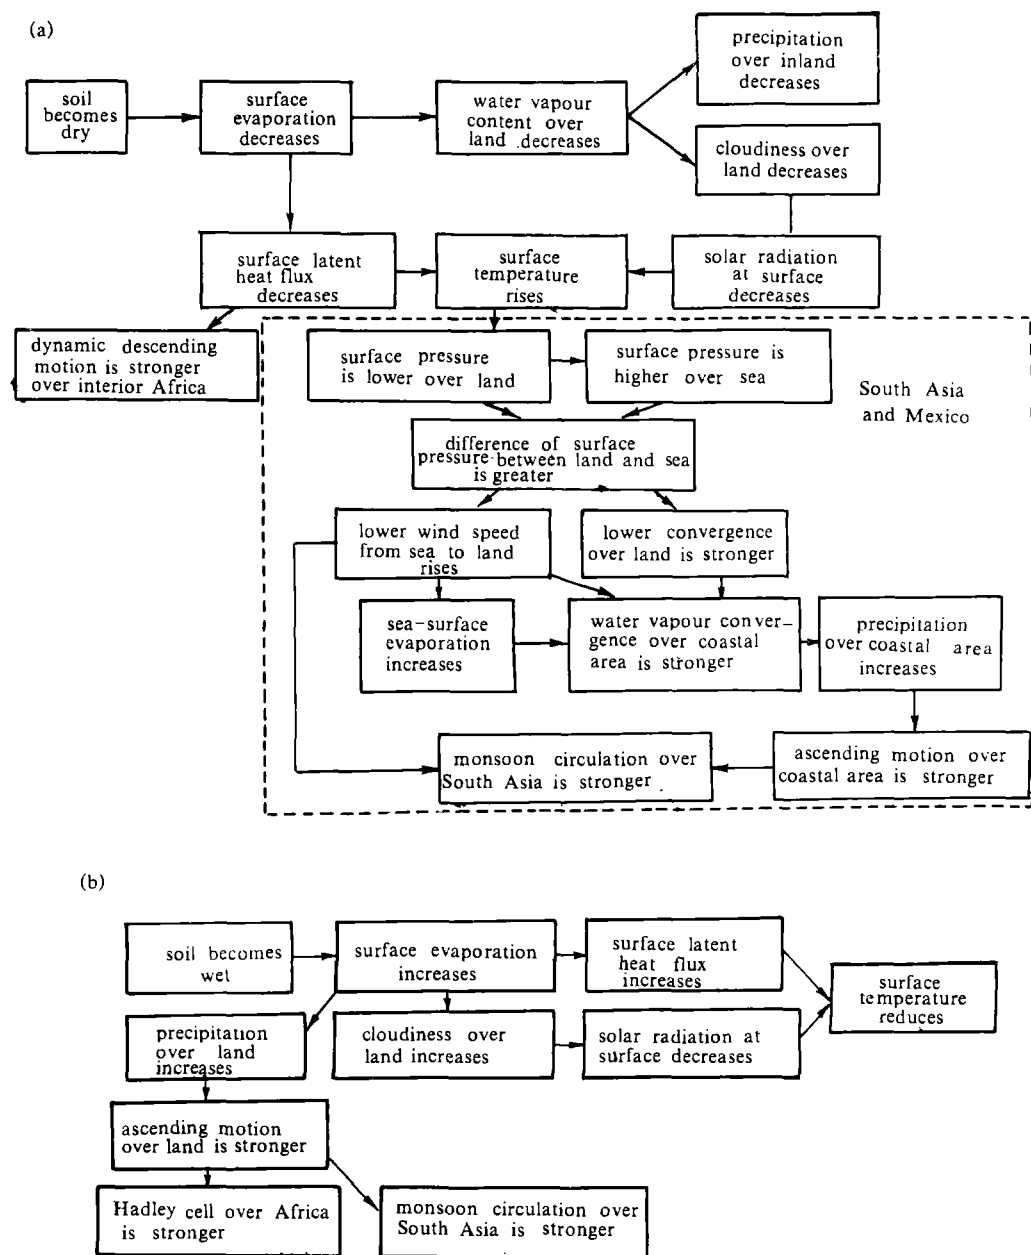 (a)
soil
becomes
dry
surface
evaporation
decreases
water vapour
content over
land decreases
precipitation
over inland
decreases
cloudiness over
land decreases
surface latent
heat flux
decreases
surface
temperature
rises
solar radiation
at surface
decreases
dynamic descending
motion is stronger
over interior Africa
surface pressure
is lower over land
surface pressure is
higher over sea
South Asia
and Mexico
difference of surface
pressure between land and sea
is greater
lower wind speed
from sea to land
rises
lower convergence
over land is stronger
sea-surface
evaporation
increases
water vapour conver-
gence over coastal
area is stronger
precipitation
over coastal area
increases
monsoon circulation over
South Asia is stronger
ascending motion over
coastal area is stronger
(b)
soil becomes
wet
surface evaporation
increases
surface latent
heat flux
increases
surface
temperature
reduces
precipitation
over land
increases
cloudiness over
land increases
solar radiation at
surface decreases
ascending motion
over land is stronger
Hadley cell over Africa
is stronger
monsoon circulation over
South Asia is stronger